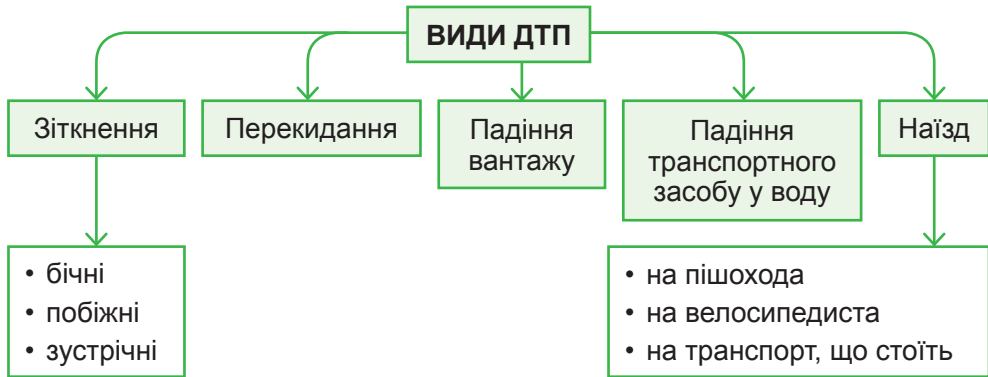 ВИДИ ДТП
Зіткнення
Перекидання
Падіння
вантажу
Падіння
транспортного
засобу у воду
Наїзд
• бічні
• побіжні
• зустрічні
• на пішохода
• на велосипедиста
• на транспорт, що стоїть